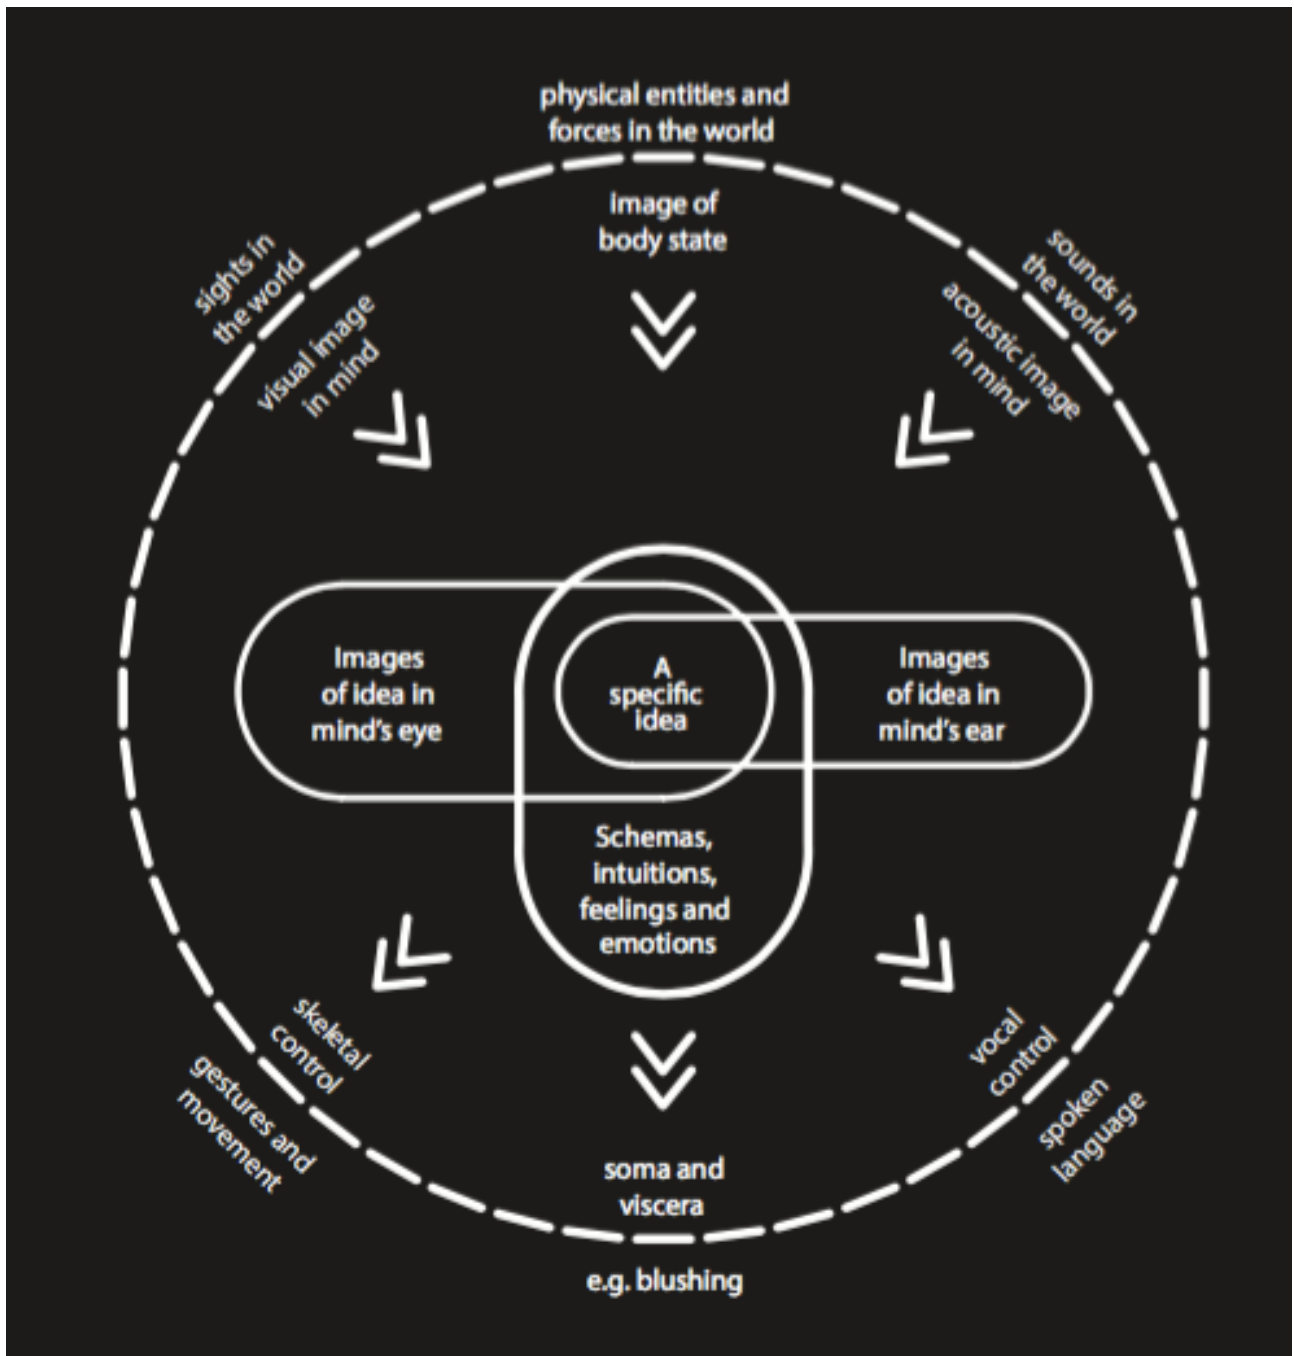 physical entities and
forces in the world
image of
body state
sights in
the world
visual image
in mind
sounds in
the world
acoustic image
in mind
Images
of idea in
mind's eye
A
specific
idea
Images
of idea in
mind's ear
Schemas,
intuitions,
feelings and
emotions
skeletal
control
gestures and
movement
vocal
control
spoken
language
soma and
viscera
e.g. blushing